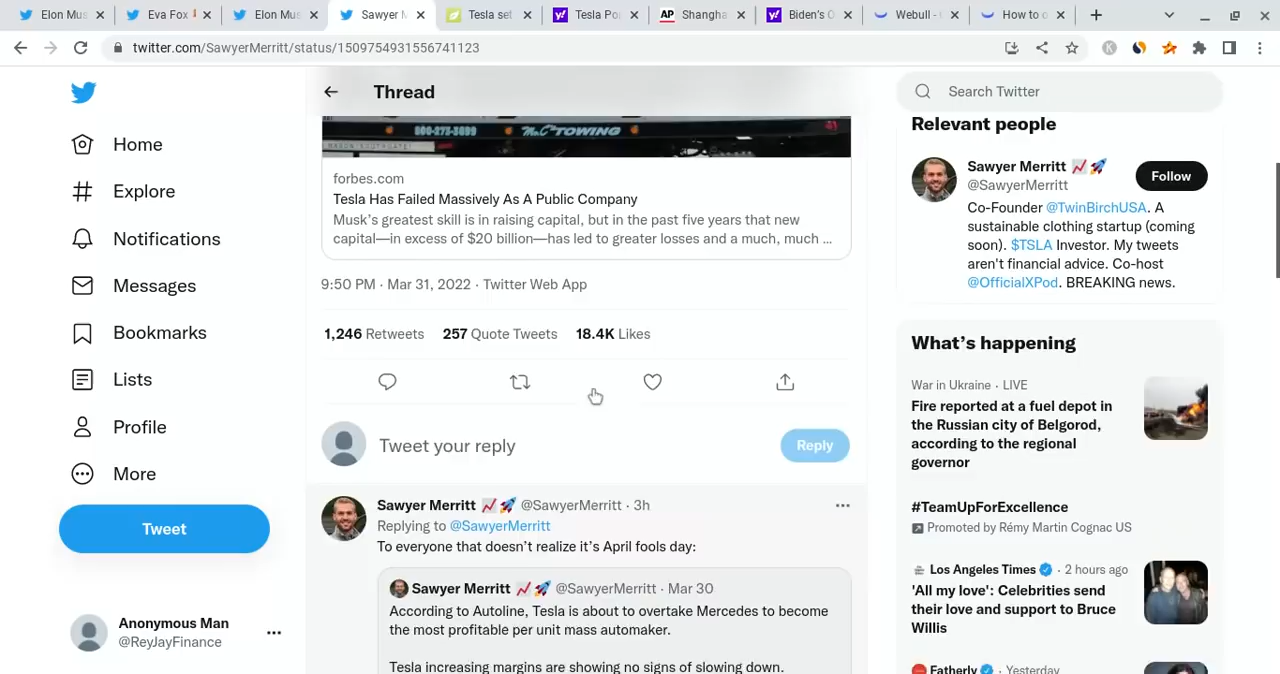 Elon Mus
Eva Fox
Elon Mus
Sawyer M
Tesla set
Tesla Po
Shangha
Biden's O
Webull -
How to o
twitter.com/SawyerMerritt/status/1509754931556741123
Thread
Search Twitter
Home
Explore
Notifications
Messages
Bookmarks
Lists
Profile
More
Tweet
Anonymous Man
@ReyJayFinance
800-273-3899
Mr.C'TOWING
forbes.com
Tesla Has Failed Massively As A Public Company
Musk's greatest skill is in raising capital, but in the past five years that new
capital—in excess of $20 billion—has led to greater losses and a much, much ...
9:50 PM · Mar 31, 2022 · Twitter Web App
1,246 Retweets 257 Quote Tweets 18.4K Likes
Tweet your reply
Reply
Sawyer Merritt @SawyerMerritt · 3h
Replying to @SawyerMerritt
To everyone that doesn't realize it's April fools day:
Sawyer Merritt @SawyerMerritt · Mar 30
According to Autoline, Tesla is about to overtake Mercedes to become
the most profitable per unit mass automaker.
Tesla increasing margins are showing no signs of slowing down.
Relevant people
Sawyer Merritt
@SawyerMerritt
Follow
Co-Founder @TwinBirchUSA. A
sustainable clothing startup (coming
soon). $TSLA Investor. My tweets
aren't financial advice. Co-host
@OfficialXPod. BREAKING news.
What's happening
War in Ukraine · LIVE
Fire reported at a fuel depot in
the Russian city of Belgorod,
according to the regional
governor
#TeamUpForExcellence
Promoted by Rémy Martin Cognac US
Los Angeles Times · 2 hours ago
'All my love': Celebrities send
their love and support to Bruce
Willis
Fatherly · Yesterday